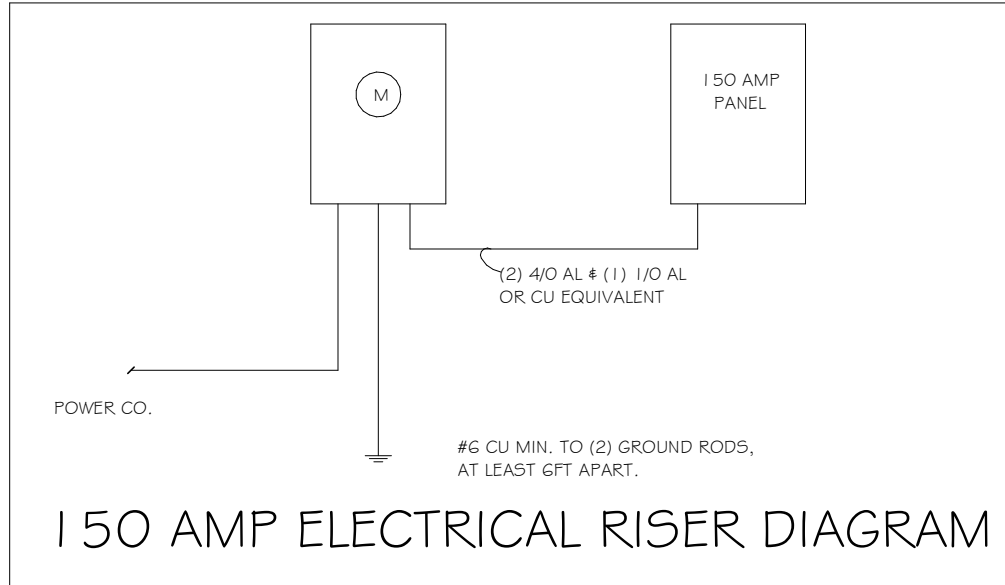 M
150 AMP
PANEL
(2) 4/0 AL & (1) 1/0 AL
OR CU EQUIVALENT
POWER CO.
#6 CU MIN. TO (2) GROUND RODS,
AT LEAST 6FT APART.
150 AMP ELECTRICAL RISER DIAGRAM